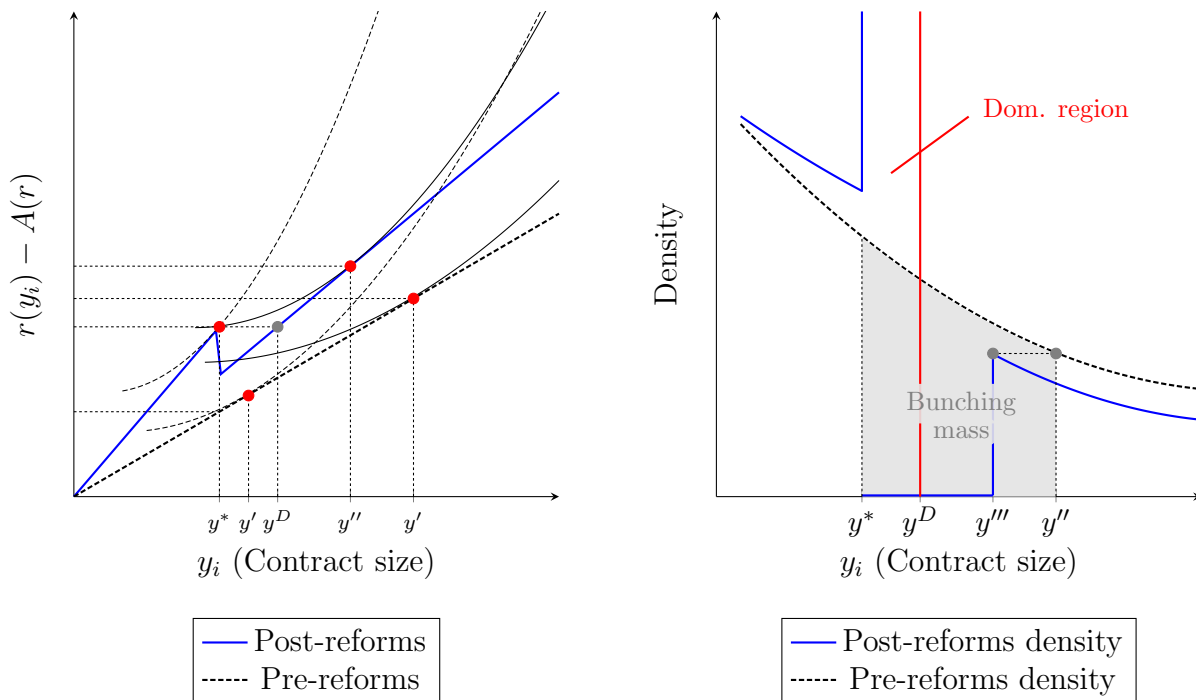 r(y_i) − A(r)
y* y′ y^D y′′ y′
y_i (Contract size)
Post-reforms
Pre-reforms
Density
Dom. region
Bunching
mass
y* y^D y′′′ y′′
y_i (Contract size)
Post-reforms density
Pre-reforms density